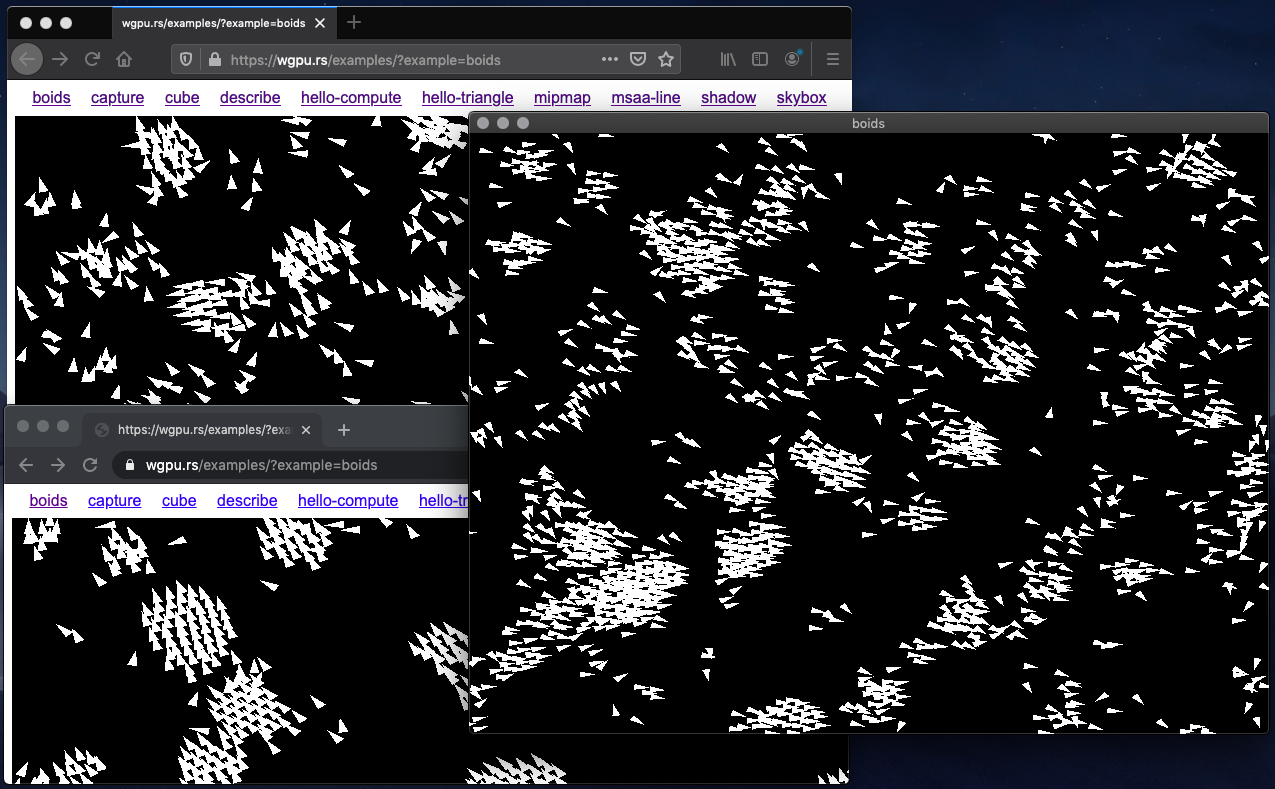 wgpu.rs/examples/?example=boids
https://wgpu.rs/examples/?example=boids
boids capture cube describe hello-compute hello-triangle mipmap msaa-line shadow skybox
boids
https://wgpu.rs/examples/?exa
wgpu.rs/examples/?example=boids
boids capture cube describe hello-compute hello-tr